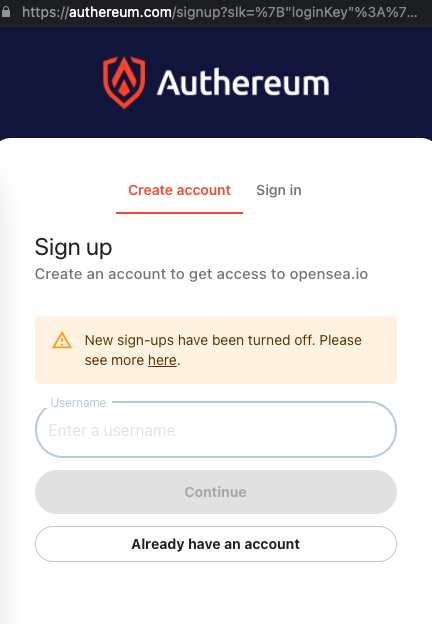 https://authereum.com/signup?slk=%7B"loginKey"%3A%7...
Authereum
Create account Sign in
Sign up
Create an account to get access to opensea.io
New sign-ups have been turned off. Please
see more here.
Username
Enter a username
Continue
Already have an account